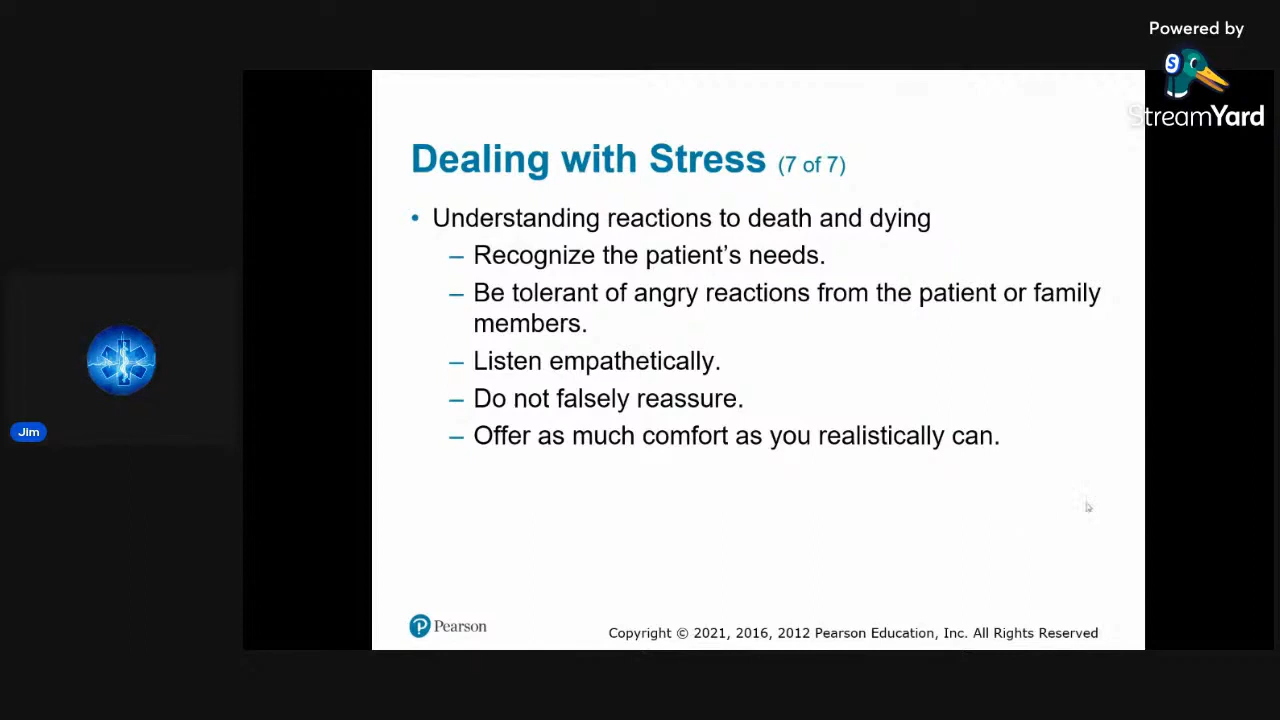 Powered by
S
StreamYard
Dealing with Stress (7 of 7)
• Understanding reactions to death and dying
– Recognize the patient’s needs.
– Be tolerant of angry reactions from the patient or family
members.
– Listen empathetically.
– Do not falsely reassure.
– Offer as much comfort as you realistically can.
Jim
P Pearson
Copyright © 2021, 2016, 2012 Pearson Education, Inc. All Rights Reserved